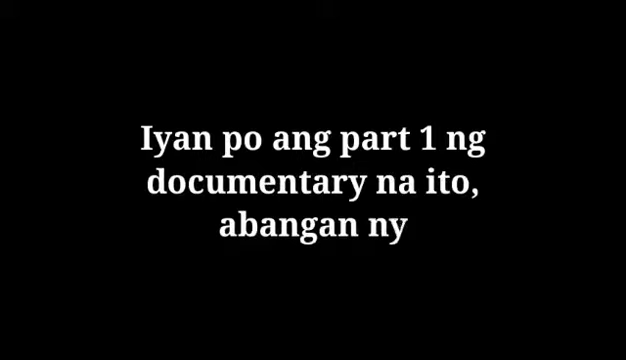 Iyan po ang part 1 ng
documentary na ito,
abangan ny